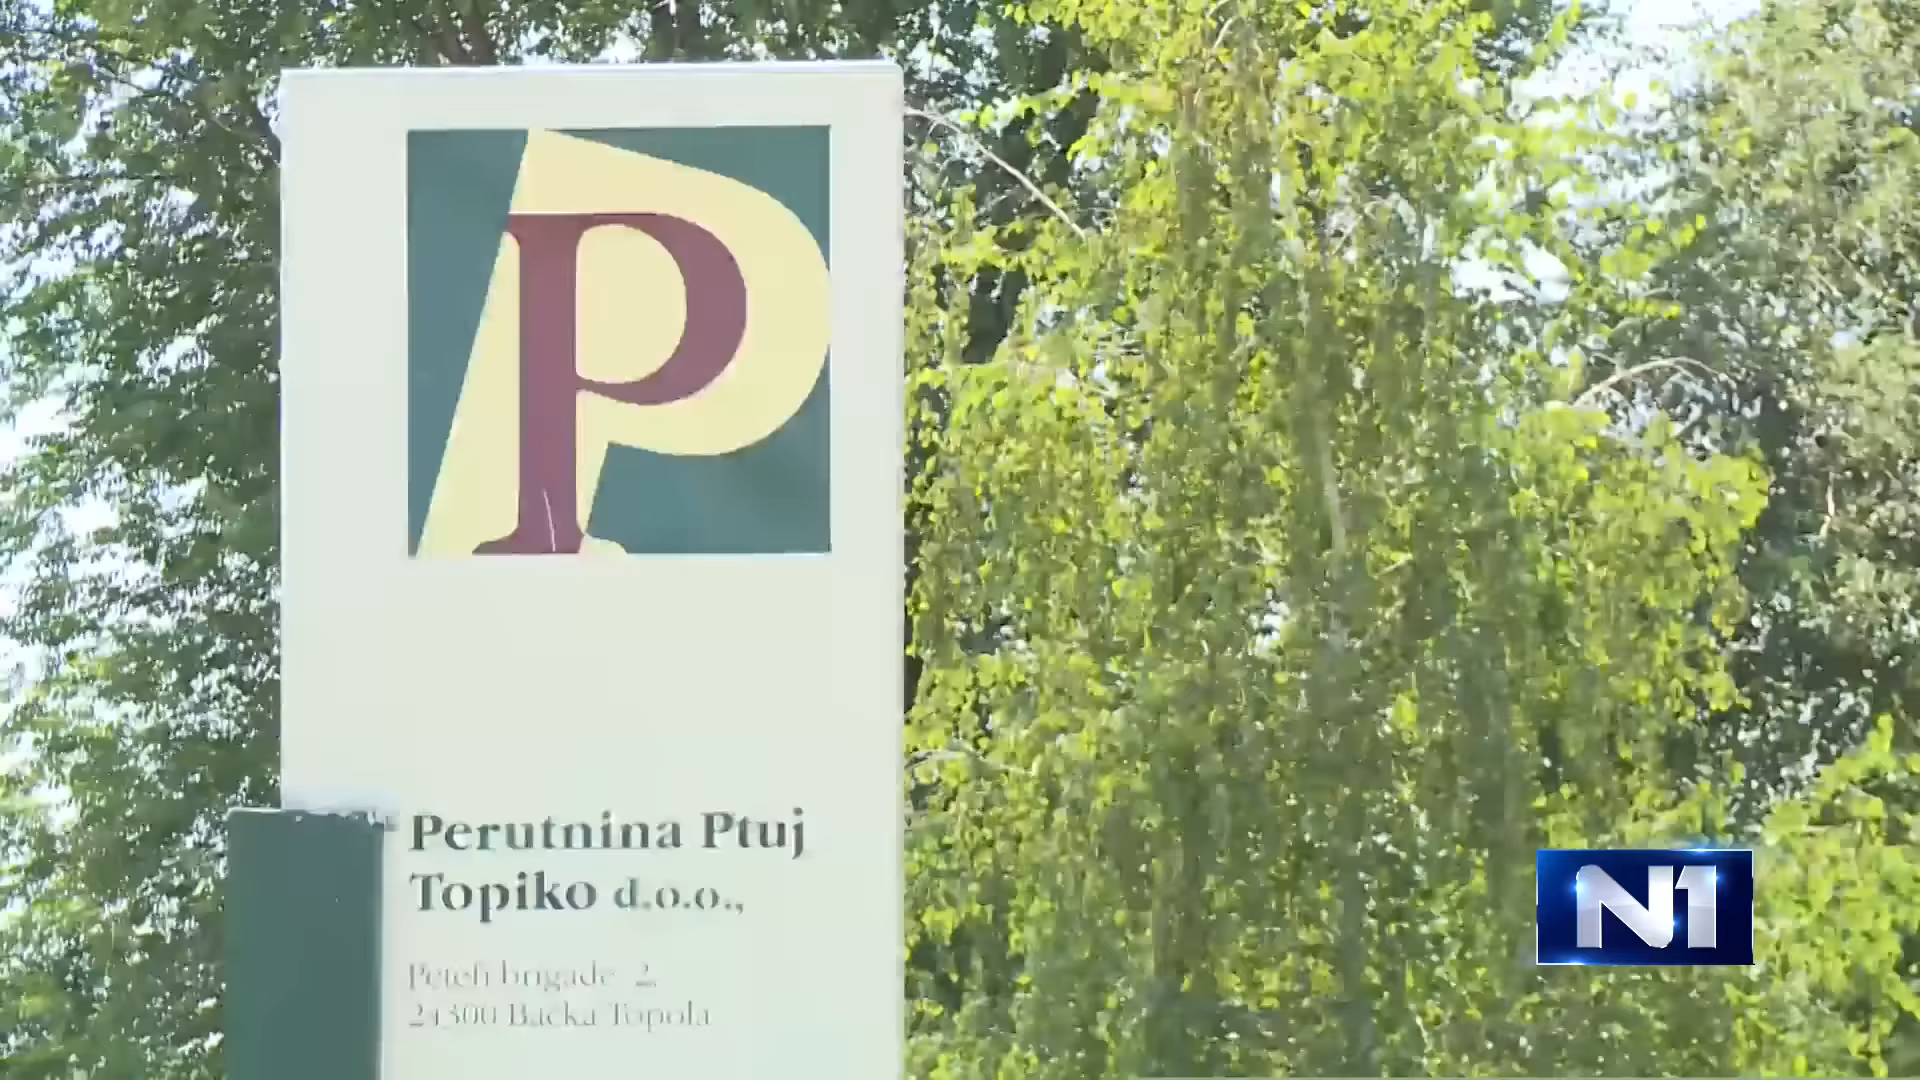 P
Perutnina Ptuj
Topiko d.o.o.,
Petefi brigade 2,
24300 Bačka Topola
N1